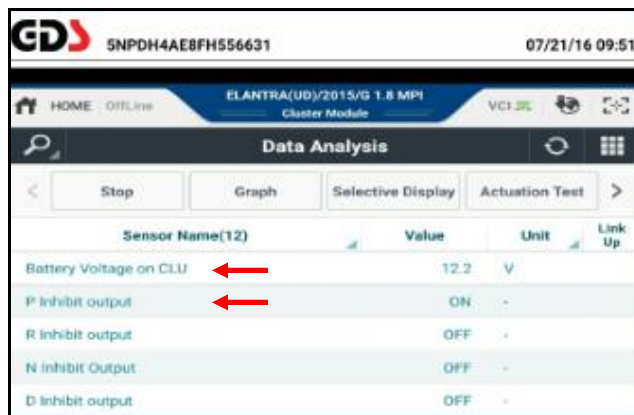 GDS 5NPDH4AE8FH556631 07/21/16 09:51
HOME OffLine ELANTRA(UD)/2015/G 1.8 MPI VCI
Cluster Module
Data Analysis
< Stop Graph Selective Display Actuation Test >
Sensor Name(12) Value Unit Link Up
Battery Voltage on CLU 12.2 V
P Inhibit output ON -
R Inhibit output OFF -
N Inhibit Output OFF -
D Inhibit output OFF -